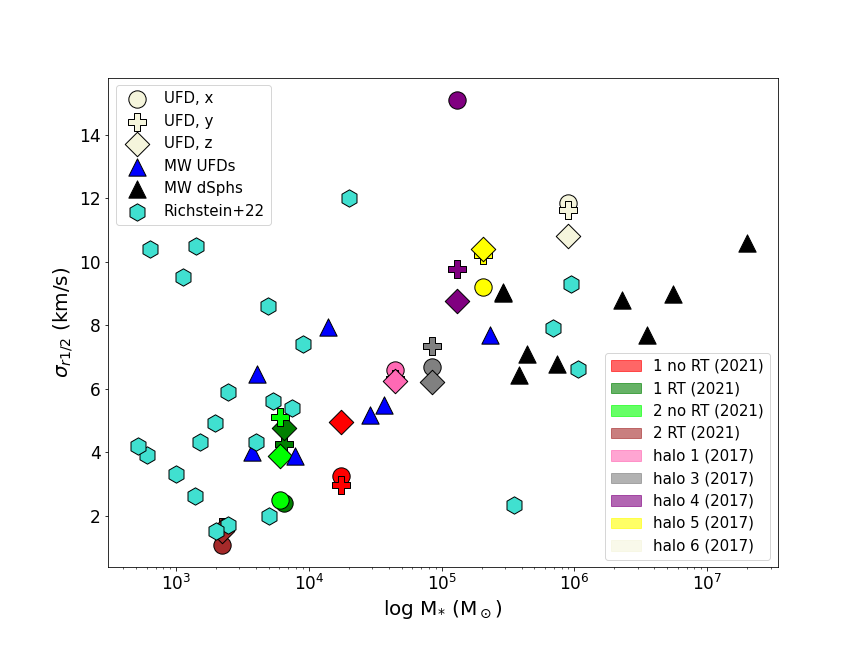 UFD, x
UFD, y
UFD, z
MW UFDs
MW dSphs
Richstein+22
1 no RT (2021)
1 RT (2021)
2 no RT (2021)
2 RT (2021)
halo 1 (2017)
halo 3 (2017)
halo 4 (2017)
halo 5 (2017)
halo 6 (2017)
14
12
10
8
6
4
2
10³
10⁴
10⁵
10⁶
10⁷
σ_{r1/2} (km/s)
log M* (M⊙)